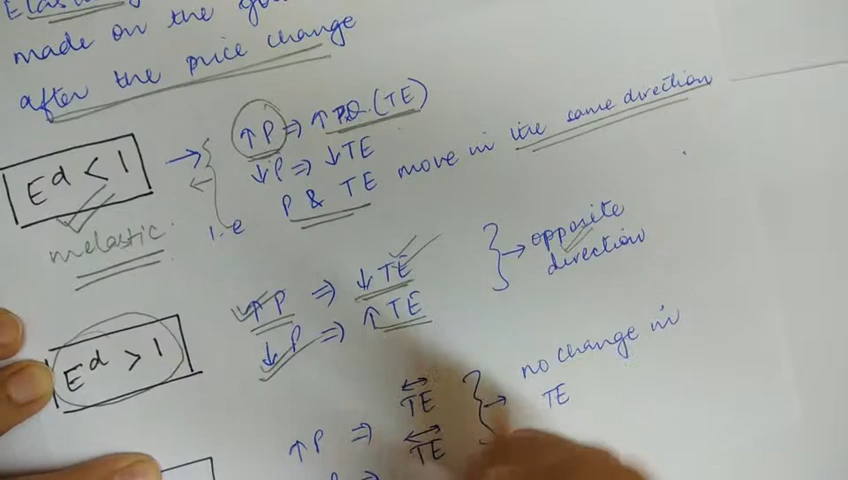 made on the
after the price change
Ed < 1
→ ↑P ⇒ ↑PQ (TE)
↓P ⇒ ↓TE
i.e P & TE move in the same direction
inelastic
Ed > 1
↑P ⇒ ↓TE
↓P ⇒ ↑TE
→ opposite
direction
↑P ⇒ TE
TE
→ no change in
TE